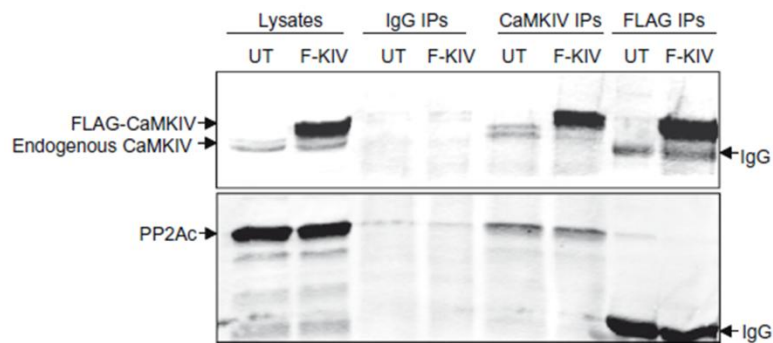 Lysates IgG IPs CaMKIV IPs FLAG IPs
UT F-KIV UT F-KIV UT F-KIV UT F-KIV
FLAG-CaMKIV
Endogenous CaMKIV
IgG
PP2Ac
IgG